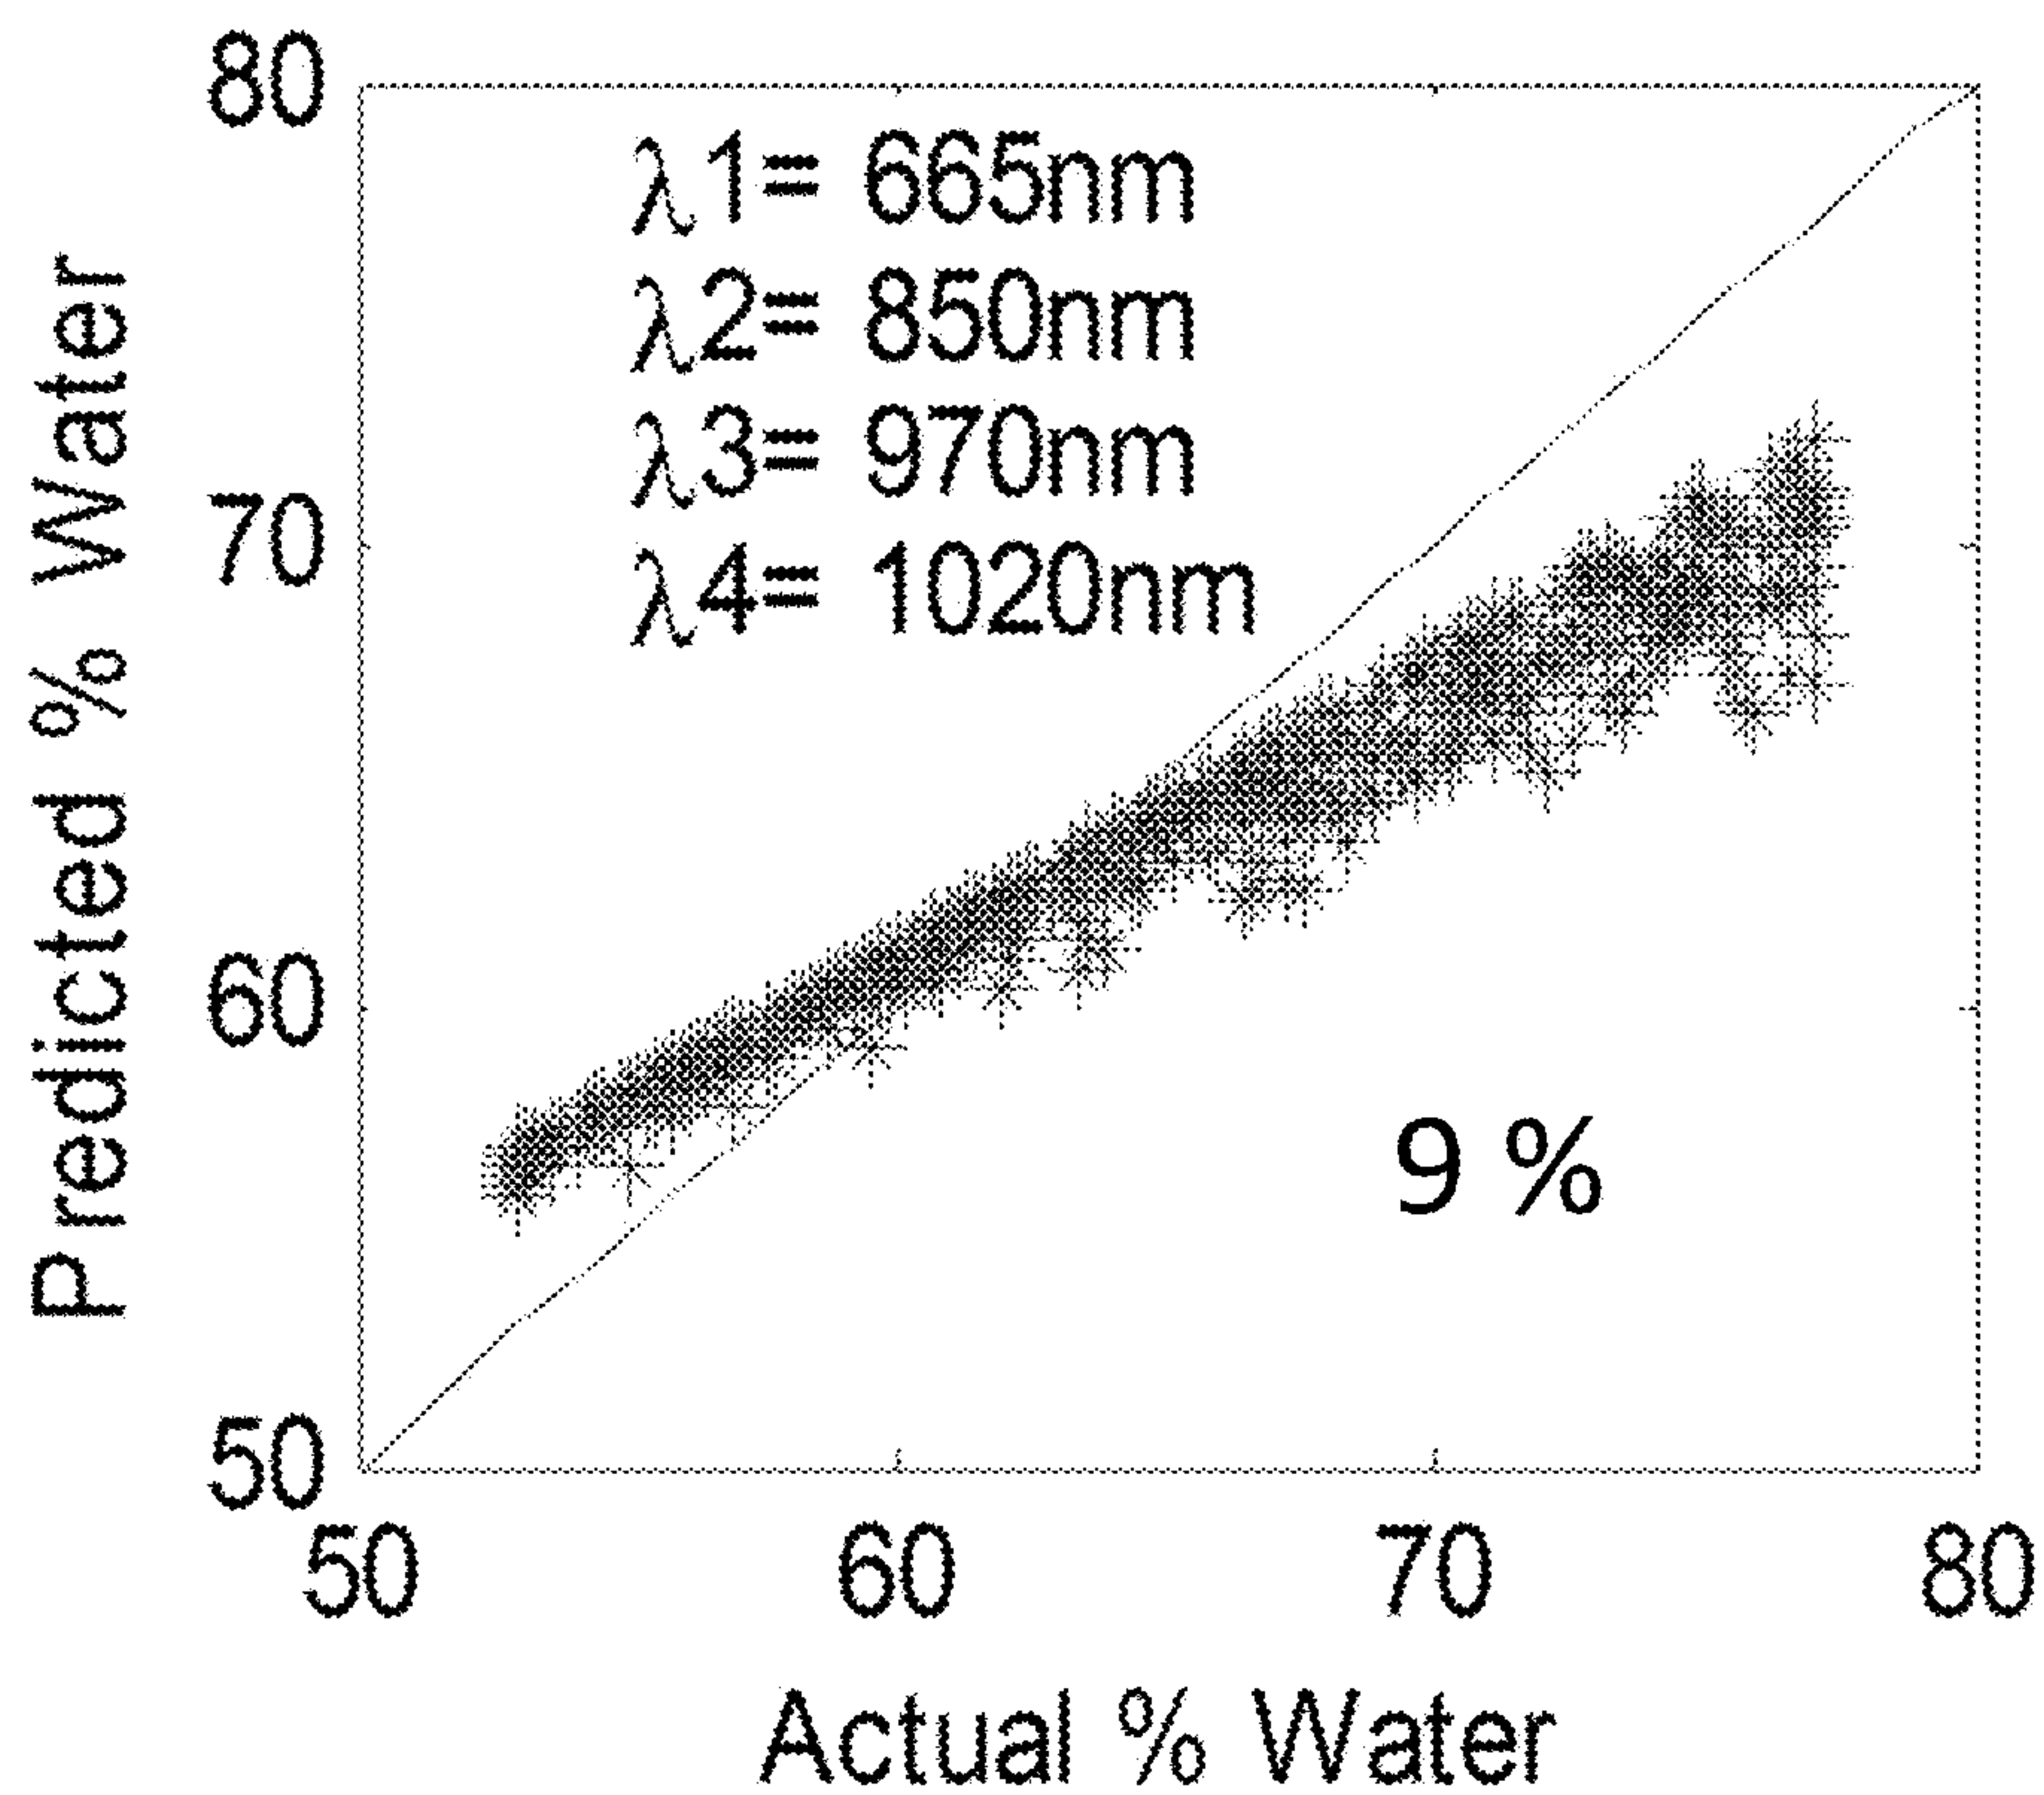 80
λ1= 665nm
λ2= 850nm
λ3= 970nm
λ4= 1020nm
70
60
50
Predicted % Water
9 %
50 60 70 80
Actual % Water